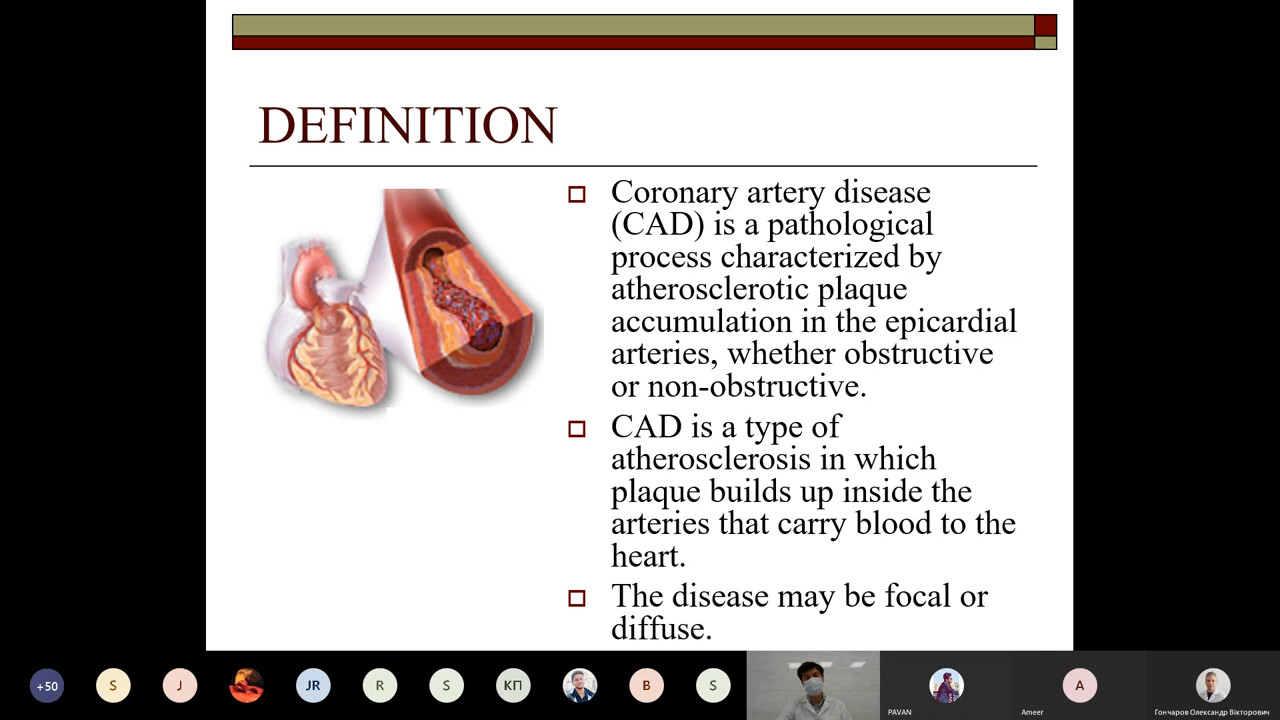 DEFINITION
Coronary artery disease
(CAD) is a pathological
process characterized by
atherosclerotic plaque
accumulation in the epicardial
arteries, whether obstructive
or non-obstructive.
CAD is a type of
atherosclerosis in which
plaque builds up inside the
arteries that carry blood to the
heart.
The disease may be focal or
diffuse.
+50
S
J
JR
R
S
КП
B
S
PAVAN
A
Ameer
Гончаров Олександр Вікторович